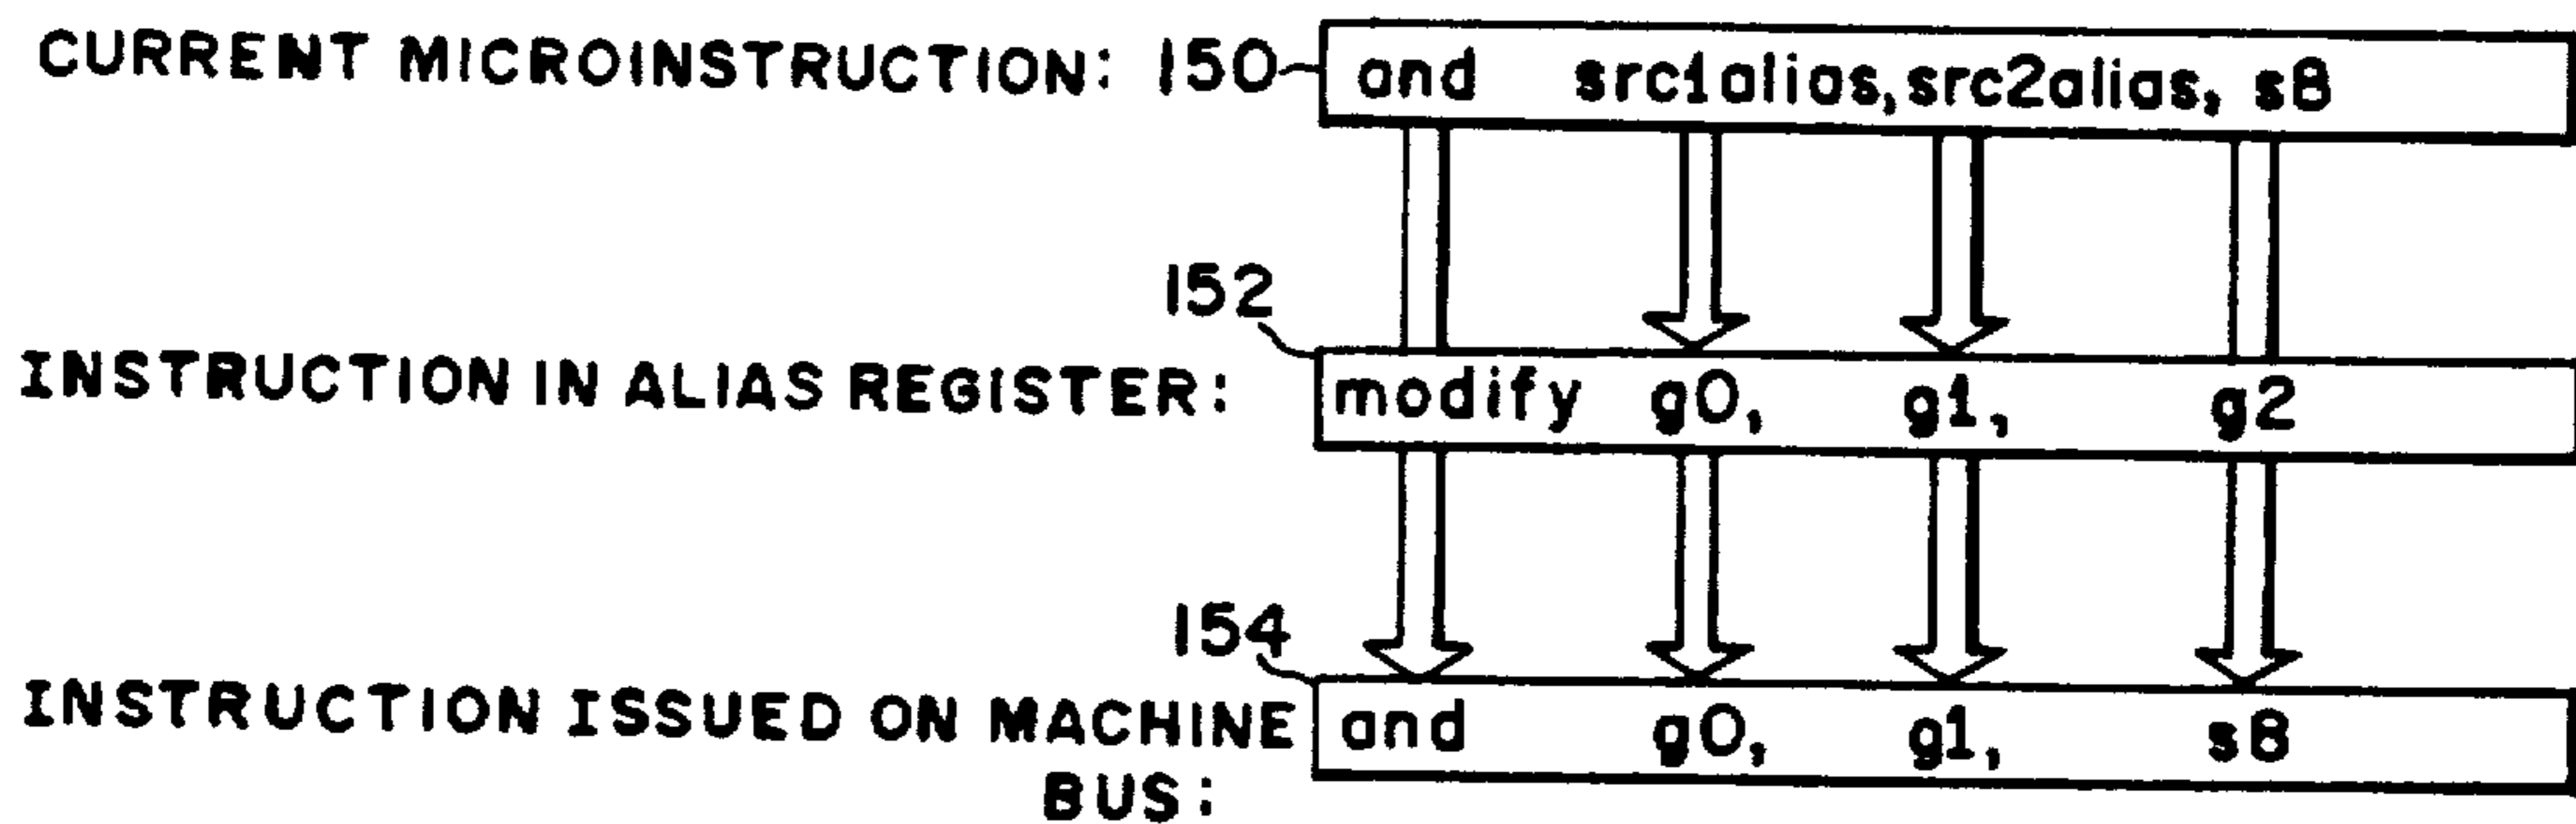 CURRENT MICROINSTRUCTION: 150 and src1alias, src2alias, s8
152
INSTRUCTION IN ALIAS REGISTER: modify g0, g1, g2
154
INSTRUCTION ISSUED ON MACHINE and g0, g1, s8
BUS: